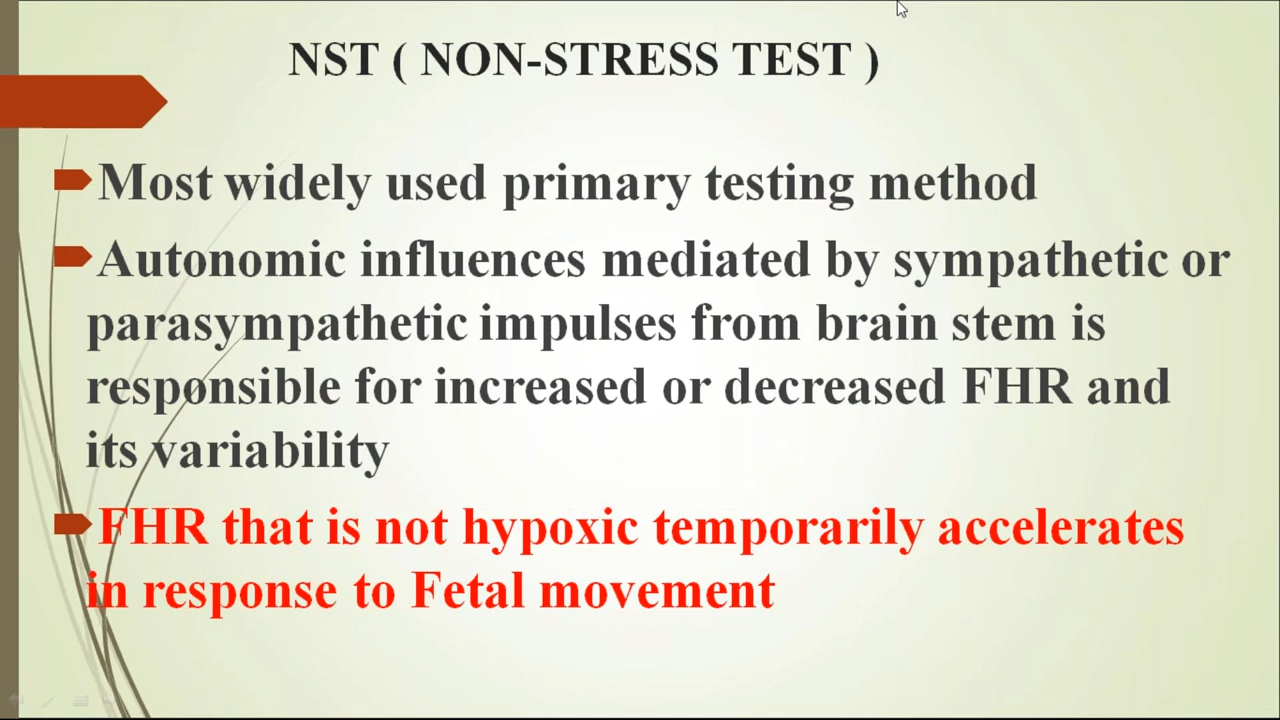 NST ( NON-STRESS TEST )
Most widely used primary testing method
Autonomic influences mediated by sympathetic or
parasympathetic impulses from brain stem is
responsible for increased or decreased FHR and
its variability
FHR that is not hypoxic temporarily accelerates
in response to Fetal movement